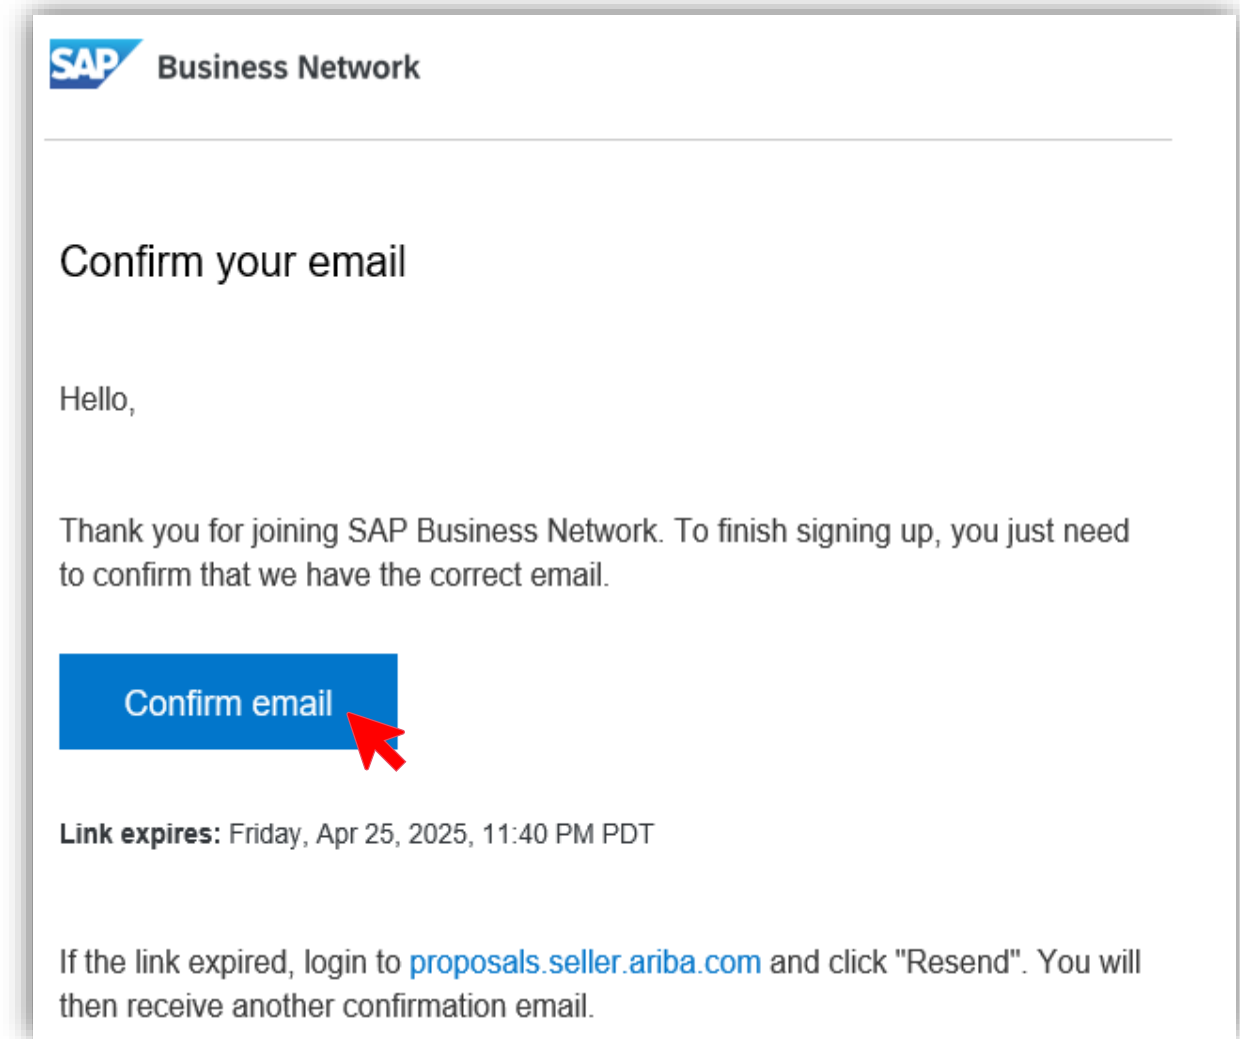 SAP Business Network
Confirm your email
Hello,
Thank you for joining SAP Business Network. To finish signing up, you just need
to confirm that we have the correct email.
Confirm email
Link expires: Friday, Apr 25, 2025, 11:40 PM PDT
If the link expired, login to proposals.seller.ariba.com and click "Resend". You will
then receive another confirmation email.